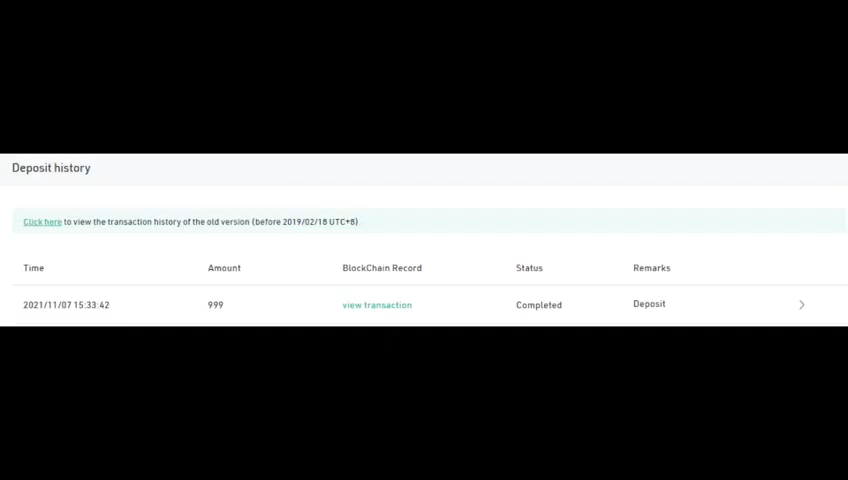 Deposit history
Click here to view the transaction history of the old version (before 2019/02/18 UTC+8)
Time Amount BlockChain Record Status Remarks
2021/11/07 15:33:42 999 view transaction Completed Deposit